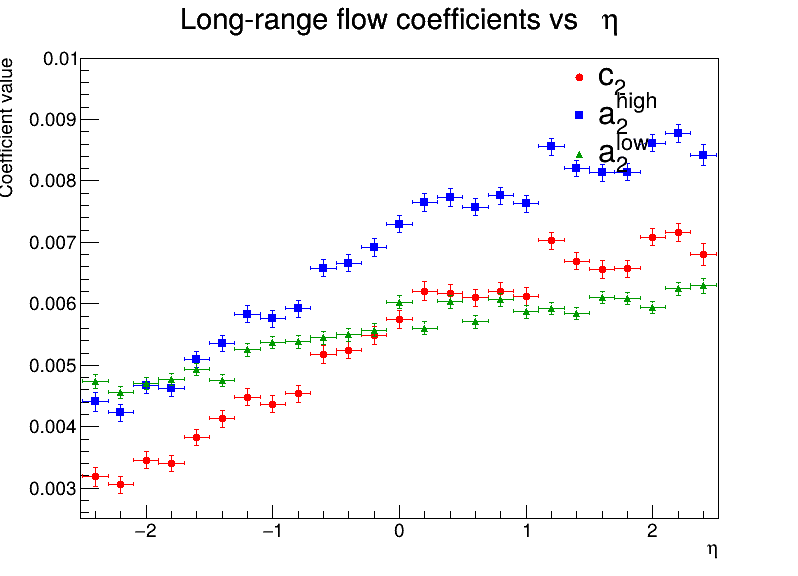 Long-range flow coefficients vs η
Coefficient value
0.01
0.009
0.008
0.007
0.006
0.005
0.004
0.003
−2
−1
0
1
2
η
c2
a2high
a2low